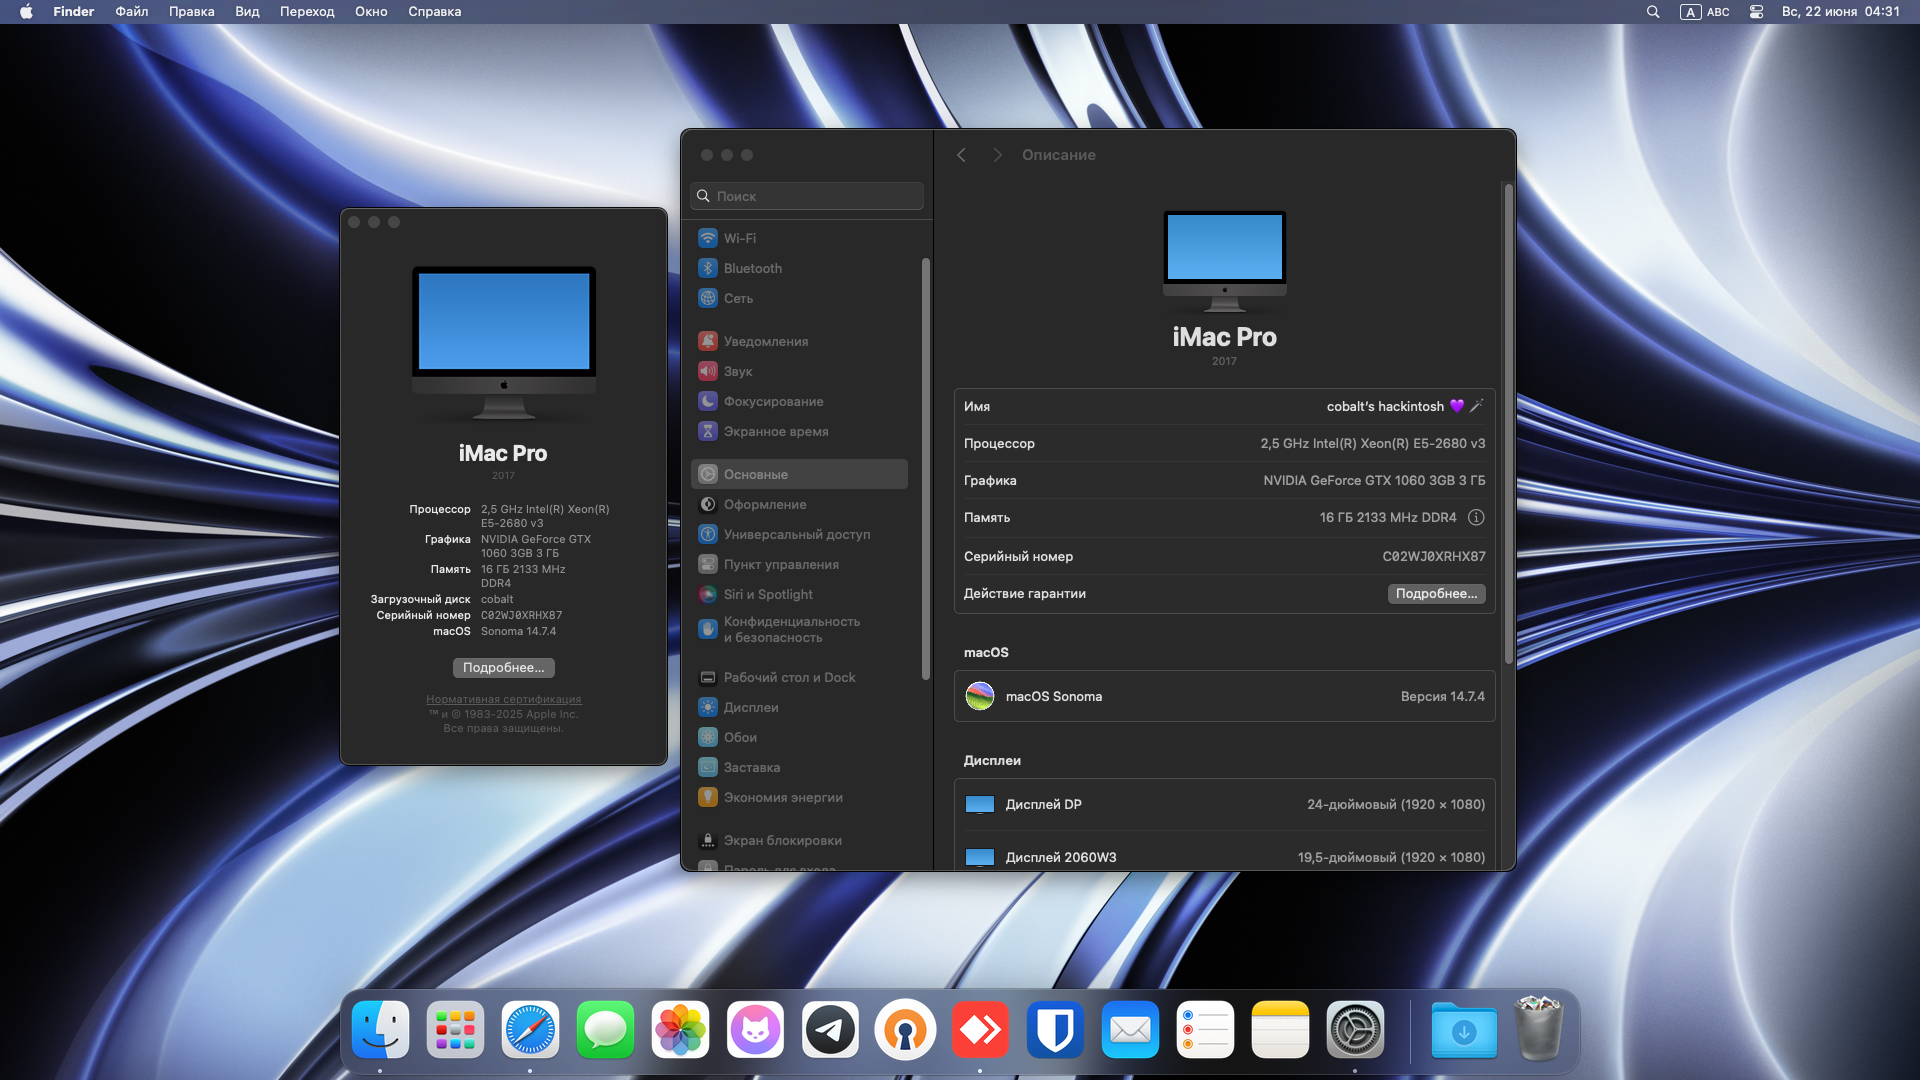 Finder Файл Правка Вид Переход Окно Справка
A ABC Вс, 22 июня 04:31
iMac Pro
2017
Процессор 2,5 GHz Intel(R) Xeon(R)
E5-2680 v3
Графика NVIDIA GeForce GTX
1060 3GB 3 ГБ
Память 16 ГБ 2133 MHz
DDR4
Загрузочный диск cobalt
Серийный номер C02WJ0XRHX87
macOS Sonoma 14.7.4
Подробнее...
Нормативная сертификация
™ и © 1983-2025 Apple Inc.
Все права защищены.
Поиск
Wi-Fi
Bluetooth
Сеть
Уведомления
Звук
Фокусирование
Экранное время
Основные
Оформление
Универсальный доступ
Пункт управления
Siri и Spotlight
Конфиденциальность
и безопасность
Рабочий стол и Dock
Дисплеи
Обои
Заставка
Экономия энергии
Экран блокировки
Пароль для входа
Описание
iMac Pro
2017
Имя cobalt's hackintosh 💜 🪄
Процессор 2,5 GHz Intel(R) Xeon(R) E5-2680 v3
Графика NVIDIA GeForce GTX 1060 3GB 3 ГБ
Память 16 ГБ 2133 MHz DDR4
Серийный номер C02WJ0XRHX87
Действие гарантии Подробнее...
macOS
macOS Sonoma Версия 14.7.4
Дисплеи
Дисплей DP 24-дюймовый (1920 × 1080)
Дисплей 2060W3 19,5-дюймовый (1920 × 1080)